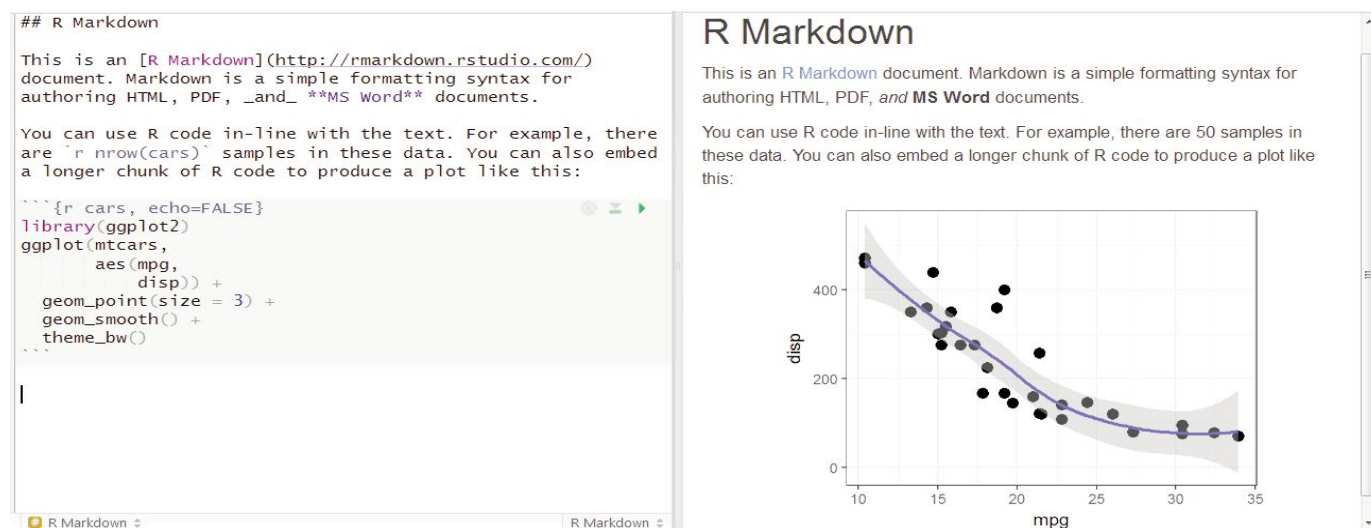 ## R Markdown
This is an [R Markdown](http://rmarkdown.rstudio.com/)
document. Markdown is a simple formatting syntax for
authoring HTML, PDF, _and_ **MS Word** documents.
You can use R code in-line with the text. For example, there
are `r nrow(cars)` samples in these data. You can also embed
a longer chunk of R code to produce a plot like this:
```{r cars, echo=FALSE}
library(ggplot2)
ggplot(mtcars,
       aes(mpg,
           disp)) +
  geom_point(size = 3) +
  geom_smooth() +
  theme_bw()
```
R Markdown
R Markdown
R Markdown
This is an R Markdown document. Markdown is a simple formatting syntax for
authoring HTML, PDF, and MS Word documents.
You can use R code in-line with the text. For example, there are 50 samples in
these data. You can also embed a longer chunk of R code to produce a plot like
this:
400
200
0
disp
10 15 20 25 30 35
mpg